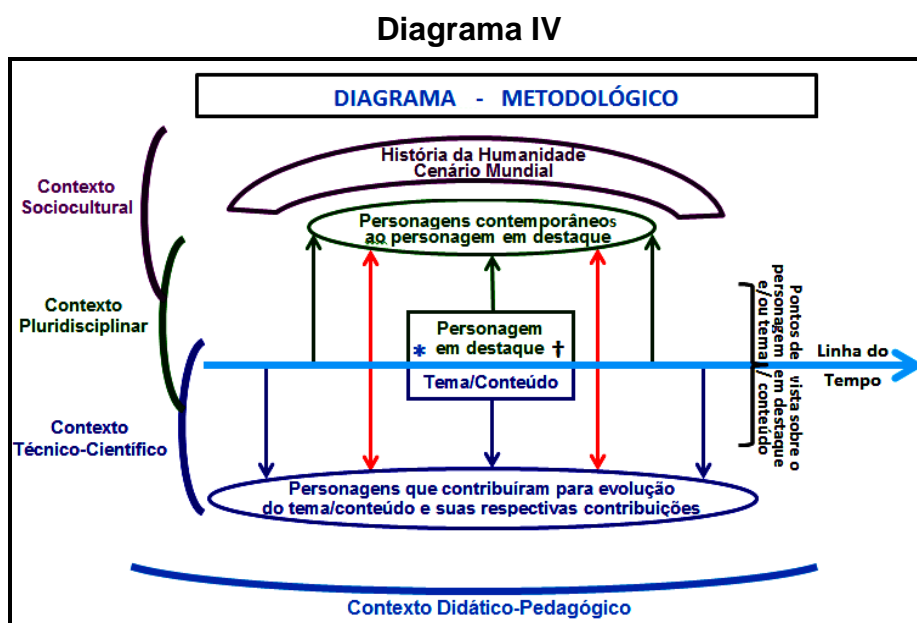 Diagrama IV
DIAGRAMA - METODOLÓGICO
História da Humanidade
Cenário Mundial
Contexto
Sociocultural
Personagens contemporâneos
ao personagem em destaque
Contexto
Pluridisciplinar
Personagem
* em destaque †
Tema/Conteúdo
Pontos de vista sobre o
personagem em destaque
e/ou tema / conteúdo
Linha do
Tempo
Contexto
Técnico-Científico
Personagens que contribuíram para evolução
do tema/conteúdo e suas respectivas contribuições
Contexto Didático-Pedagógico